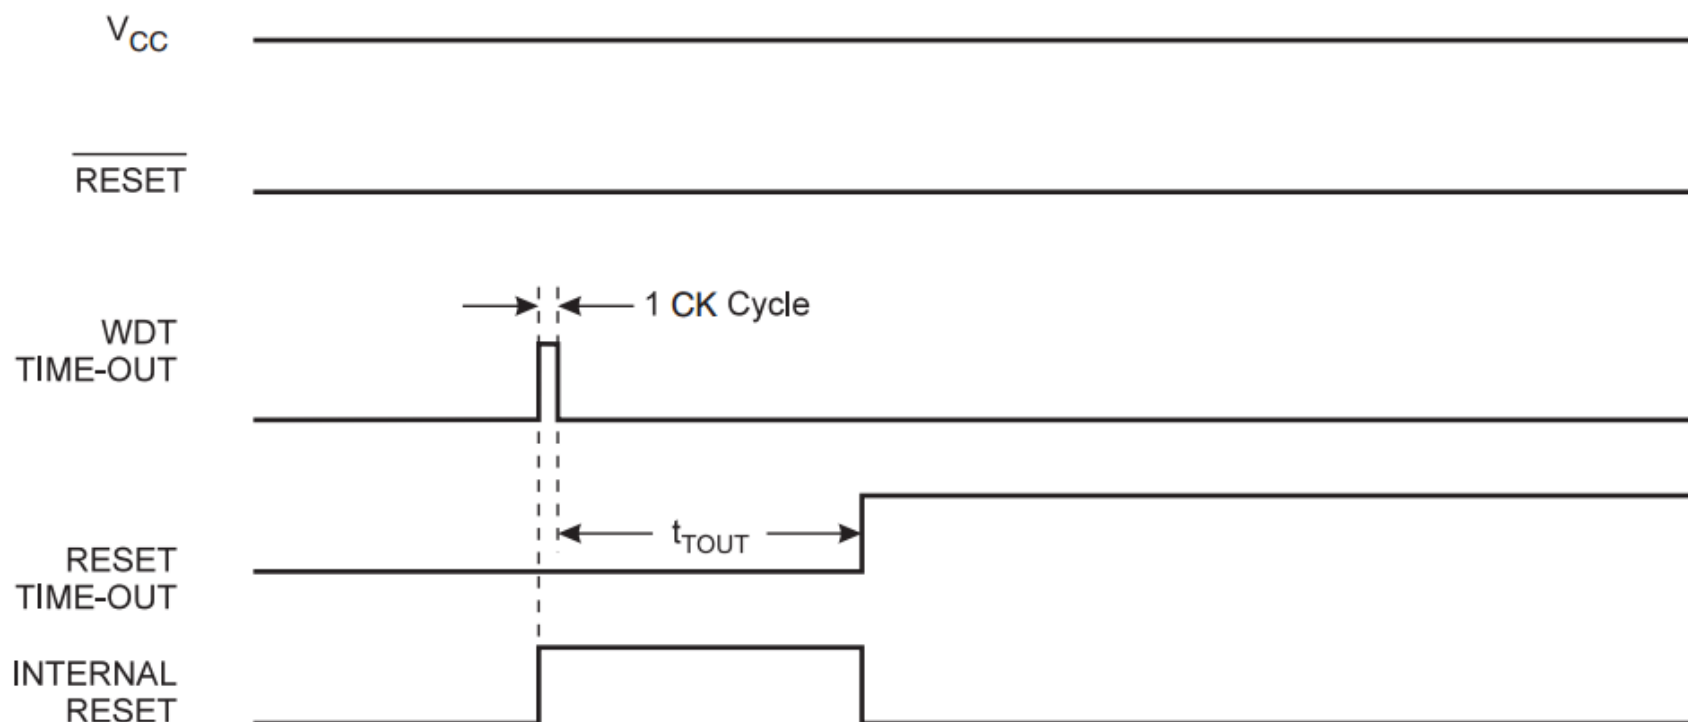 VCC
RESET
1 CK Cycle
WDT
TIME-OUT
tTOUT
RESET
TIME-OUT
INTERNAL
RESET